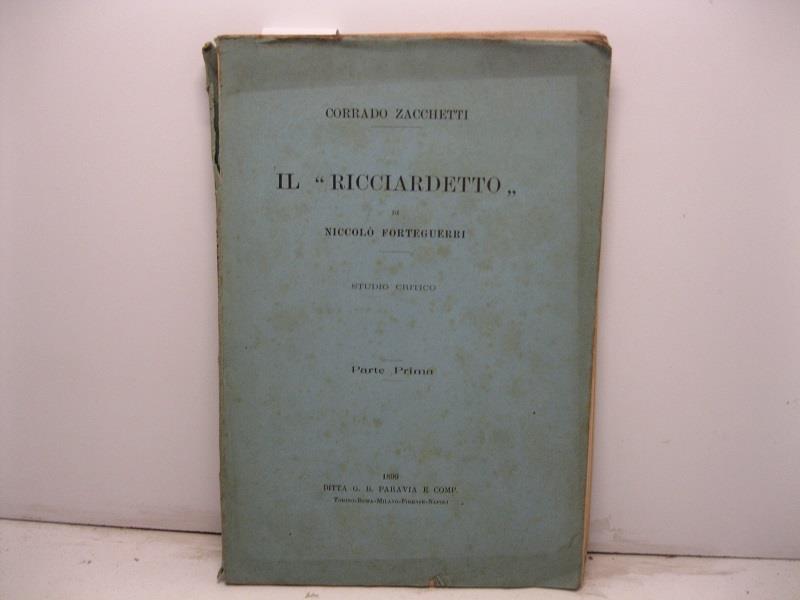 CORRADO ZACCHETTI
IL “ RICCIARDETTO „
DI
NICCOLÒ FORTEGUERRI
STUDIO CRITICO
Parte Prima
1899
DITTA G. B. PARAVIA E COMP.
TORINO-ROMA-MILANO-FIRENZE-NAPOLI